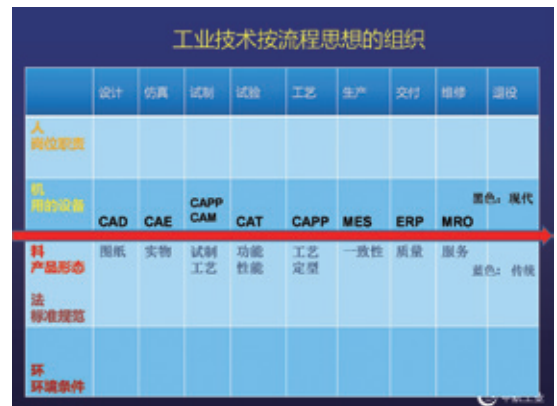 工业技术按流程思想的组织
设计 仿真 试制 试验 工艺 生产 交付 维修 退役
人
岗位职责
机
用的设备
黑色：现代
CAD CAE CAPP CAM CAT CAPP MES ERP MRO
料
产品形态
图纸 实物 试制工艺 功能性能 工艺定型 一致性 质量 服务
蓝色：传统
法
标准规范
环
环境条件
中航工业